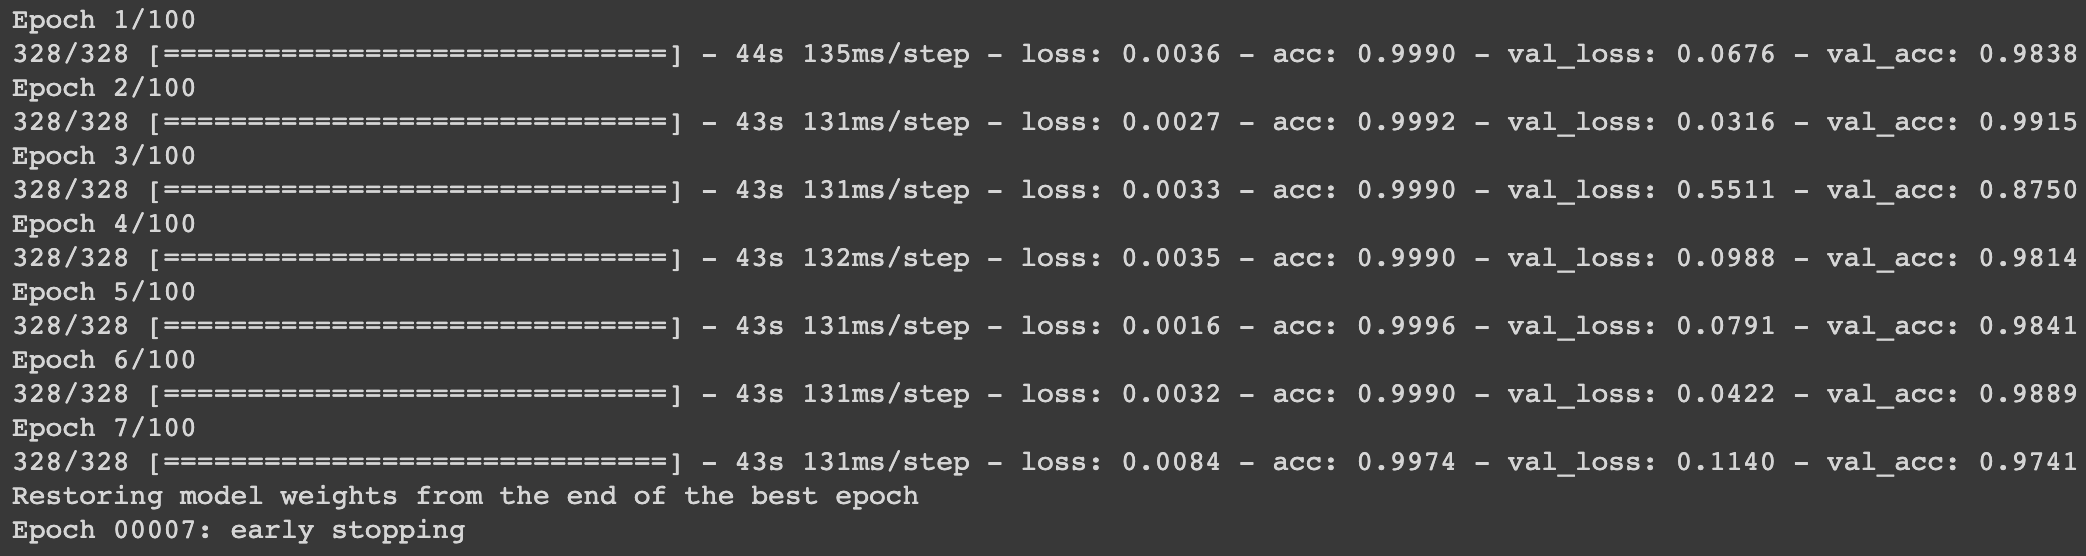 Epoch 1/100
328/328 [==============================] - 44s 135ms/step - loss: 0.0036 - acc: 0.9990 - val_loss: 0.0676 - val_acc: 0.9838
Epoch 2/100
328/328 [==============================] - 43s 131ms/step - loss: 0.0027 - acc: 0.9992 - val_loss: 0.0316 - val_acc: 0.9915
Epoch 3/100
328/328 [==============================] - 43s 131ms/step - loss: 0.0033 - acc: 0.9990 - val_loss: 0.5511 - val_acc: 0.8750
Epoch 4/100
328/328 [==============================] - 43s 132ms/step - loss: 0.0035 - acc: 0.9990 - val_loss: 0.0988 - val_acc: 0.9814
Epoch 5/100
328/328 [==============================] - 43s 131ms/step - loss: 0.0016 - acc: 0.9996 - val_loss: 0.0791 - val_acc: 0.9841
Epoch 6/100
328/328 [==============================] - 43s 131ms/step - loss: 0.0032 - acc: 0.9990 - val_loss: 0.0422 - val_acc: 0.9889
Epoch 7/100
328/328 [==============================] - 43s 131ms/step - loss: 0.0084 - acc: 0.9974 - val_loss: 0.1140 - val_acc: 0.9741
Restoring model weights from the end of the best epoch
Epoch 00007: early stopping